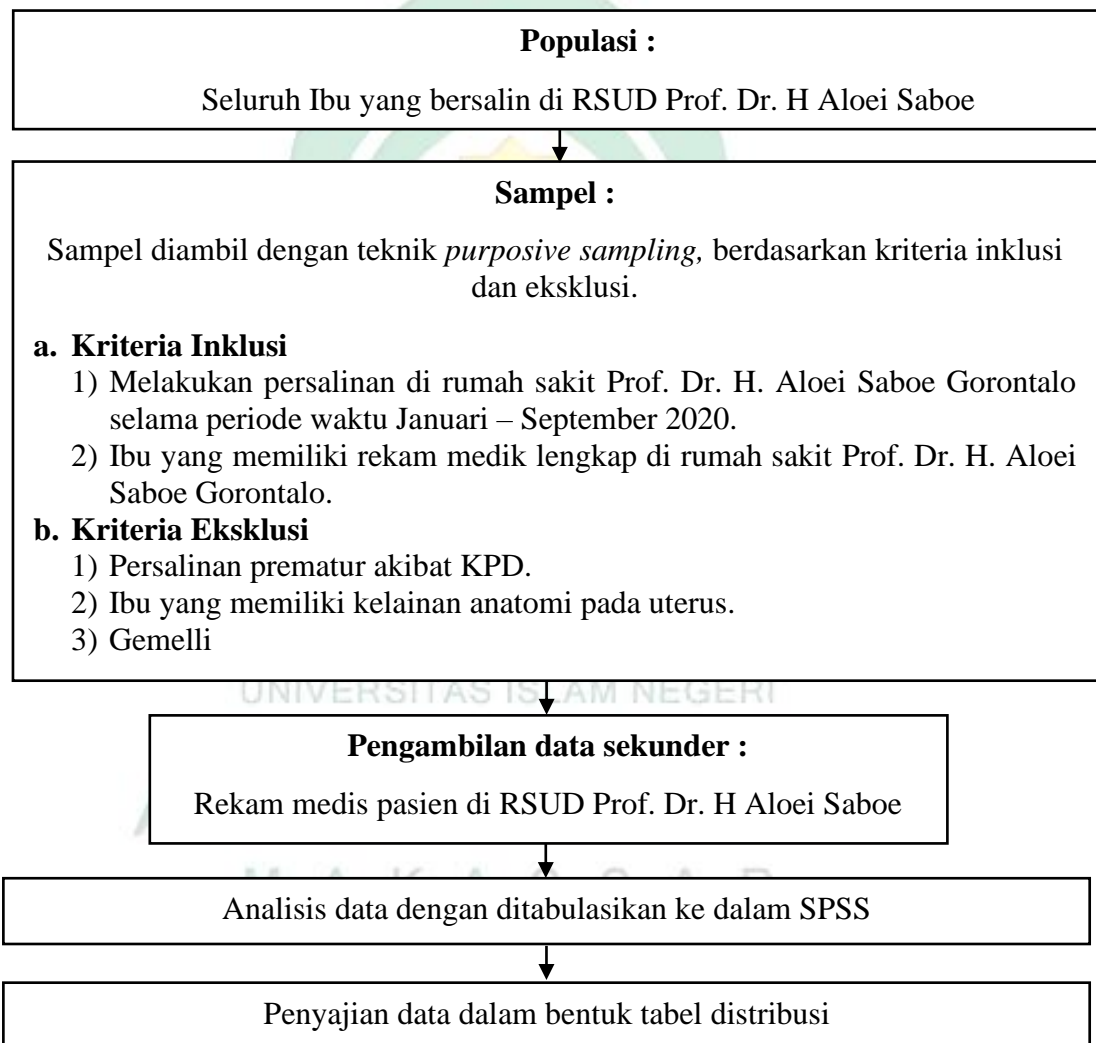 Populasi :
Seluruh Ibu yang bersalin di RSUD Prof. Dr. H Aloei Saboe
Sampel :
Sampel diambil dengan teknik purposive sampling, berdasarkan kriteria inklusi
dan eksklusi.
a. Kriteria Inklusi
1) Melakukan persalinan di rumah sakit Prof. Dr. H. Aloei Saboe Gorontalo
selama periode waktu Januari – September 2020.
2) Ibu yang memiliki rekam medik lengkap di rumah sakit Prof. Dr. H. Aloei
Saboe Gorontalo.
b. Kriteria Eksklusi
1) Persalinan prematur akibat KPD.
2) Ibu yang memiliki kelainan anatomi pada uterus.
3) Gemelli
UNIVERSITAS ISLAM NEGERI
Pengambilan data sekunder :
Rekam medis pasien di RSUD Prof. Dr. H Aloei Saboe
Analisis data dengan ditabulasikan ke dalam SPSS
Penyajian data dalam bentuk tabel distribusi